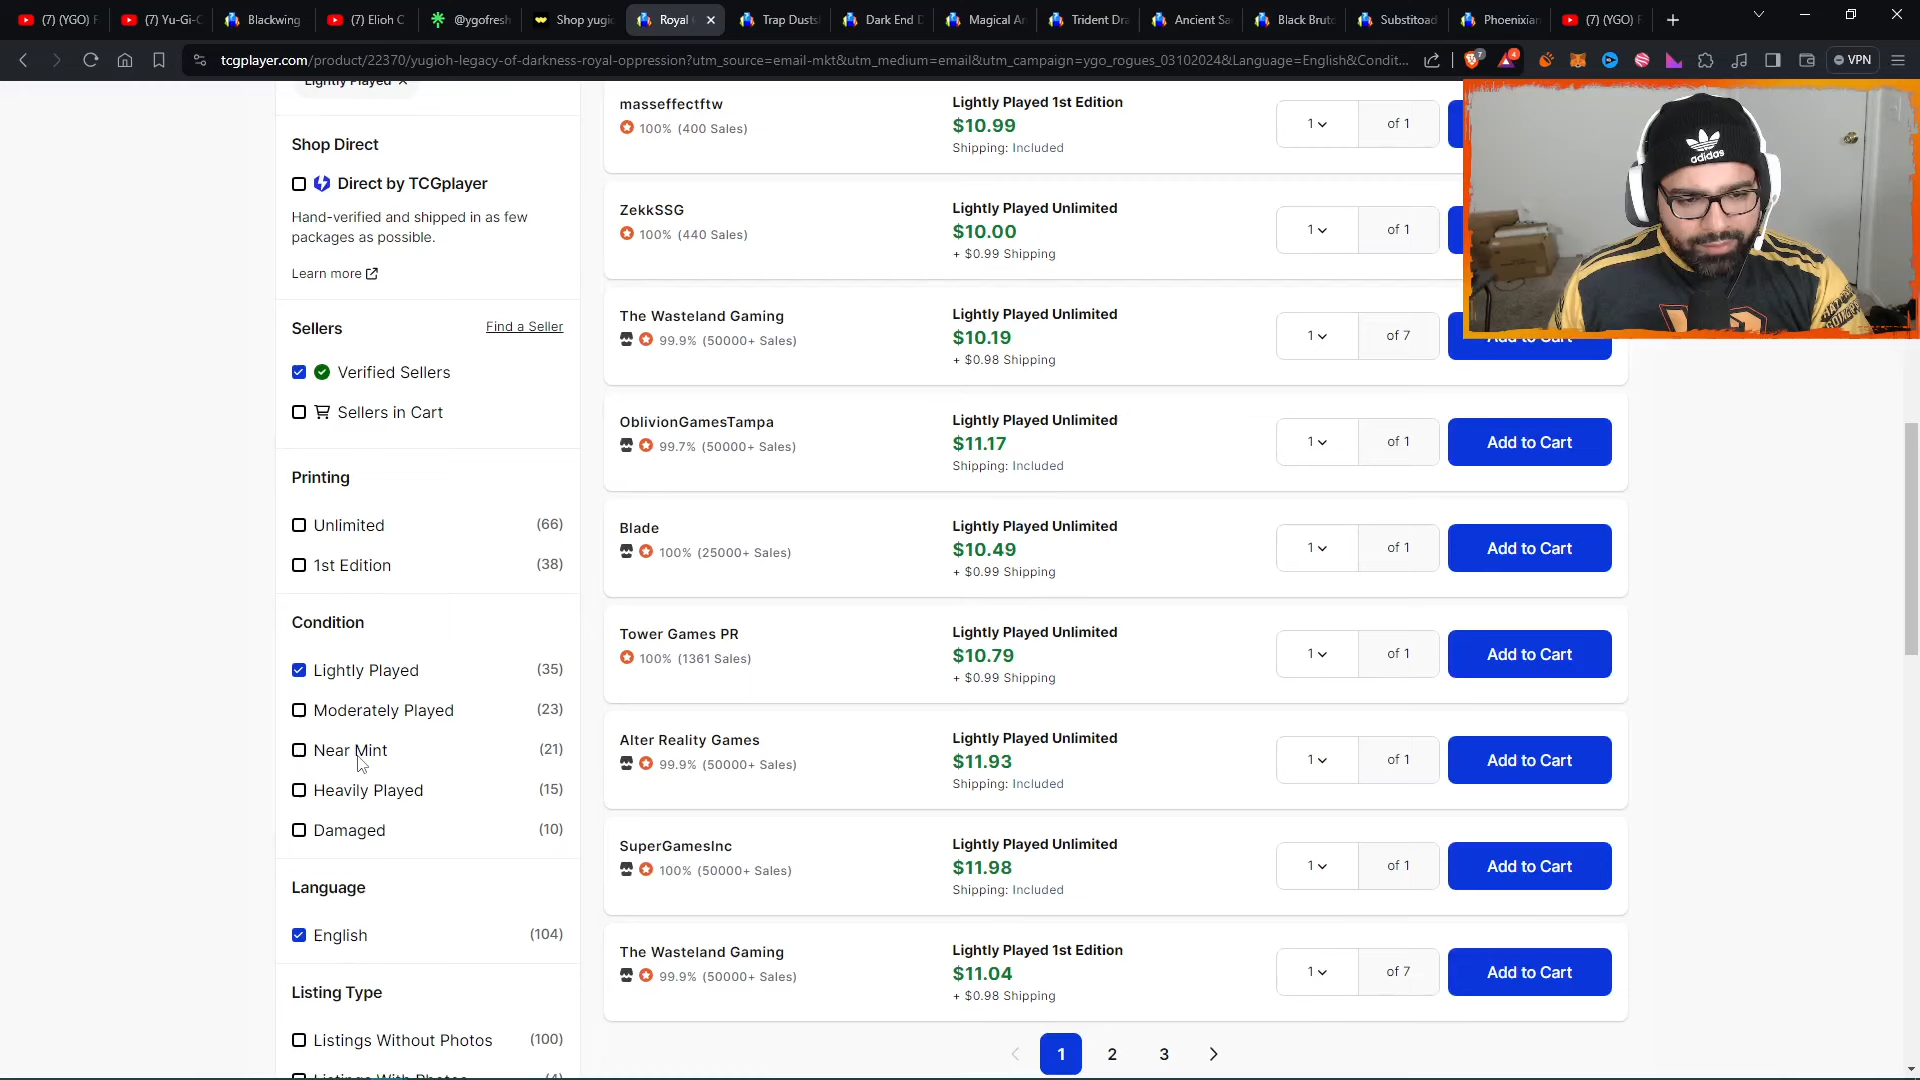 (7) (YGO) F
(7) Yu-Gi-O
Blackwing
(7) Elioh C
@ygofresh
Shop yugio
Royal
Trap Dusts
Dark End D
Magical An
Trident Dra
Ancient Sa
Black Brut
Substitoad
Phoenixian
(7) (YGO) F
tcgplayer.com/product/22370/yugioh-legacy-of-darkness-royal-oppression?utm_source=email-mkt&utm_medium=email&utm_campaign=ygo_rogues_03102024&Language=English&Condit...
7
4
VPN
Lightly Played
Shop Direct
Direct by TCGplayer
Hand-verified and shipped in as few
packages as possible.
Learn more
Sellers
Find a Seller
Verified Sellers
Sellers in Cart
Printing
Unlimited (66)
1st Edition (38)
Condition
Lightly Played (35)
Moderately Played (23)
Near Mint (21)
Heavily Played (15)
Damaged (10)
Language
English (104)
Listing Type
Listings Without Photos (100)
Listings With Photos (4)
masseffectftw
100% (400 Sales)
Lightly Played 1st Edition
$10.99
Shipping: Included
1 of 1
ZekkSSG
100% (440 Sales)
Lightly Played Unlimited
$10.00
+ $0.99 Shipping
1 of 1
The Wasteland Gaming
99.9% (50000+ Sales)
Lightly Played Unlimited
$10.19
+ $0.98 Shipping
1 of 7
Add to Cart
OblivionGamesTampa
99.7% (50000+ Sales)
Lightly Played Unlimited
$11.17
Shipping: Included
1 of 1
Add to Cart
Blade
100% (25000+ Sales)
Lightly Played Unlimited
$10.49
+ $0.99 Shipping
1 of 1
Add to Cart
Tower Games PR
100% (1361 Sales)
Lightly Played Unlimited
$10.79
+ $0.99 Shipping
1 of 1
Add to Cart
Alter Reality Games
99.9% (50000+ Sales)
Lightly Played Unlimited
$11.93
Shipping: Included
1 of 1
Add to Cart
SuperGamesInc
100% (50000+ Sales)
Lightly Played Unlimited
$11.98
Shipping: Included
1 of 1
Add to Cart
The Wasteland Gaming
99.9% (50000+ Sales)
Lightly Played 1st Edition
$11.04
+ $0.98 Shipping
1 of 7
Add to Cart
1 2 3
adidas